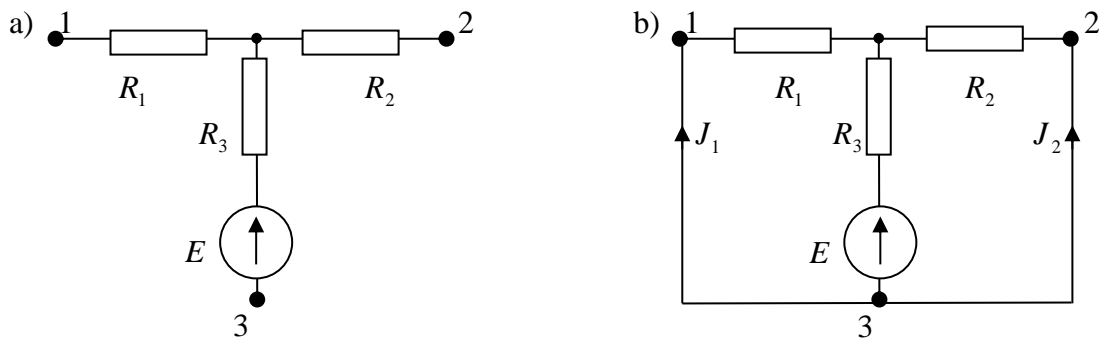 a) 1 2
R₁ R₂
R₃
E
3
b) 1 2
R₁ R₂
J₁ R₃ J₂
E
3